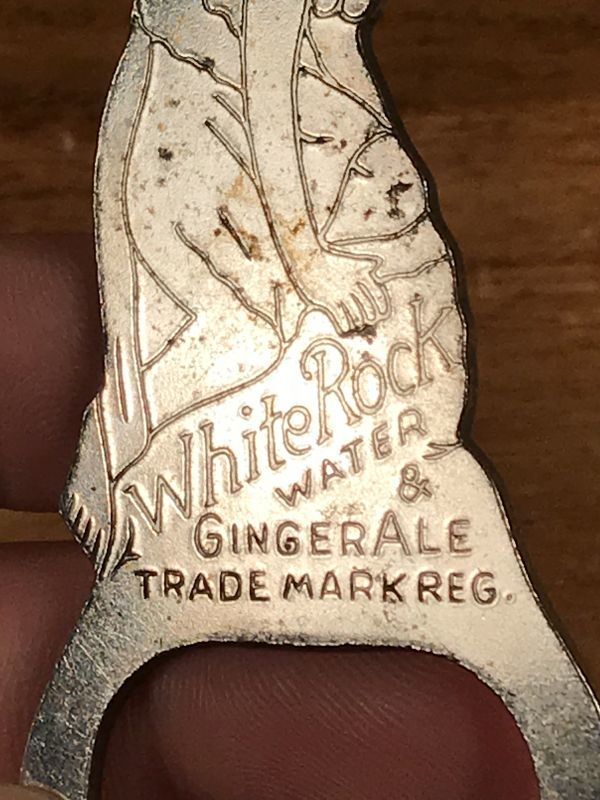 White Rock
WATER
&
GINGER ALE
TRADE MARK REG.